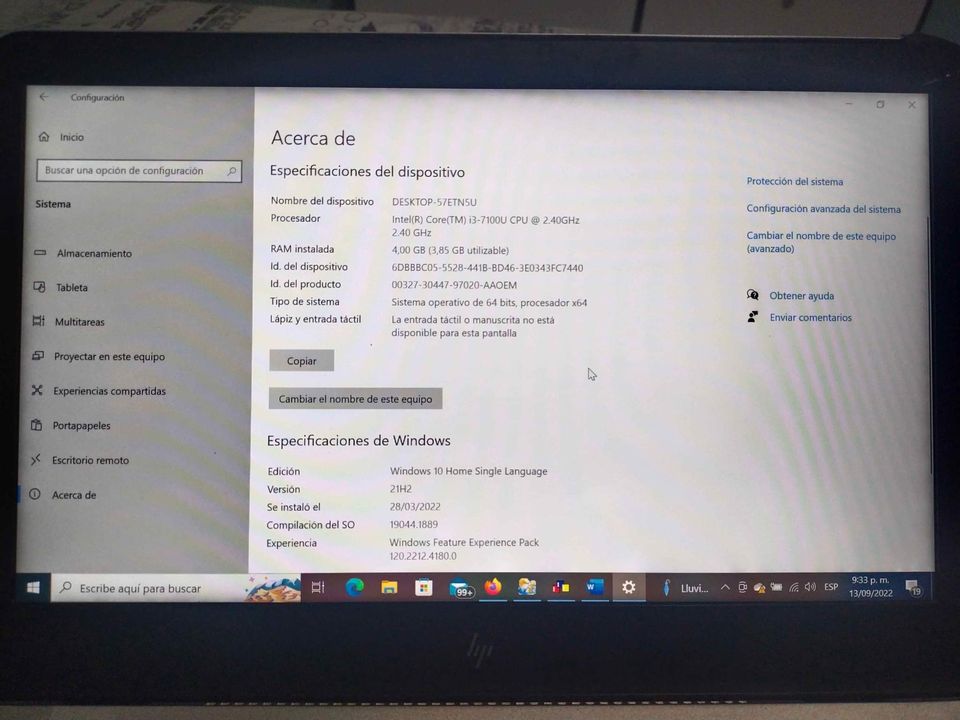 Configuración
Inicio
Buscar una opción de configuración
Sistema
Almacenamiento
Tableta
Multitareas
Proyectar en este equipo
Experiencias compartidas
Portapapeles
Escritorio remoto
Acerca de
Acerca de
Especificaciones del dispositivo
Nombre del dispositivo DESKTOP-57ETN5U
Procesador Intel(R) Core(TM) i3-7100U CPU @ 2.40GHz
2.40 GHz
RAM instalada 4,00 GB (3,85 GB utilizable)
Id. del dispositivo 6DBBBC05-5528-441B-BD46-3E0343FC7440
Id. del producto 00327-30447-97020-AAOEM
Tipo de sistema Sistema operativo de 64 bits, procesador x64
Lápiz y entrada táctil La entrada táctil o manuscrita no está
disponible para esta pantalla
Copiar
Cambiar el nombre de este equipo
Especificaciones de Windows
Edición Windows 10 Home Single Language
Versión 21H2
Se instaló el 28/03/2022
Compilación del SO 19044.1889
Experiencia Windows Feature Experience Pack
120.2212.4180.0
Protección del sistema
Configuración avanzada del sistema
Cambiar el nombre de este equipo
(avanzado)
Obtener ayuda
Enviar comentarios
Escribe aquí para buscar
99+
Lluvi...
ESP
9:33 p. m.
13/09/2022
19
hp